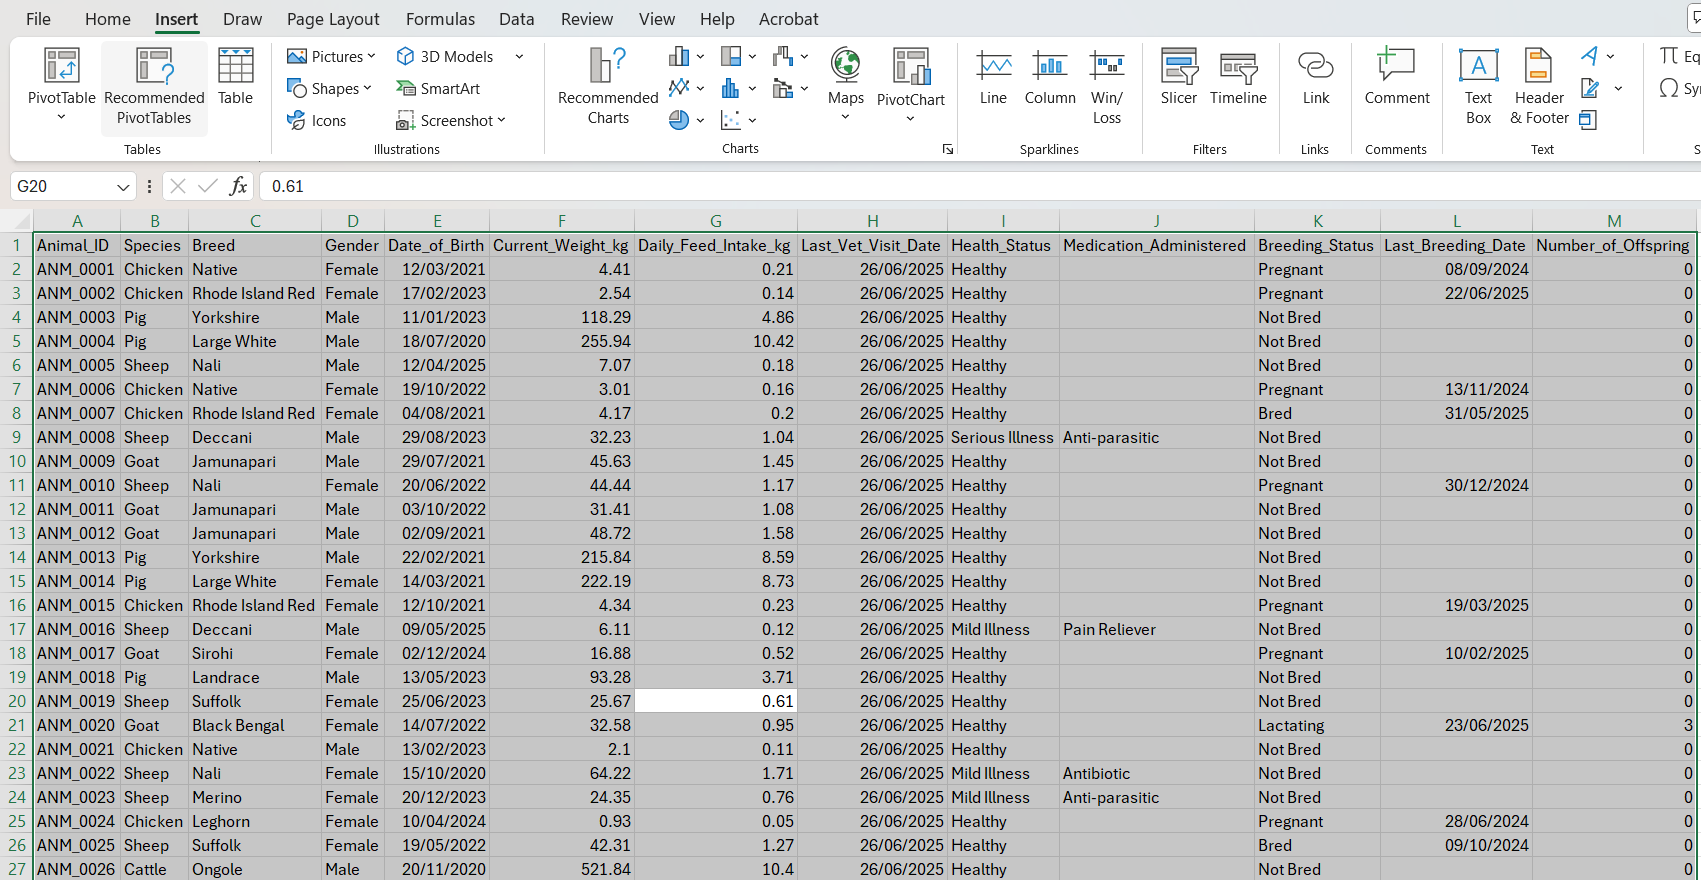 File Home Insert Draw Page Layout Formulas Data Review View Help Acrobat
PivotTable
Recommended PivotTables
Table
Tables
Pictures
Shapes
Icons
3D Models
SmartArt
Screenshot
Illustrations
Recommended Charts
Maps
PivotChart
Charts
Line
Column
Win/ Loss
Sparklines
Slicer
Timeline
Filters
Link
Links
Comment
Comments
Text Box
Header & Footer
Text
G20 fx 0.61
A B C D E F G H I J K L M
1 Animal_ID Species Breed Gender Date_of_Birth Current_Weight_kg Daily_Feed_Intake_kg Last_Vet_Visit_Date Health_Status Medication_Administered Breeding_Status Last_Breeding_Date Number_of_Offspring
2 ANM_0001 Chicken Native Female 12/03/2021 4.41 0.21 26/06/2025 Healthy Pregnant 08/09/2024 0
3 ANM_0002 Chicken Rhode Island Red Female 17/02/2023 2.54 0.14 26/06/2025 Healthy Pregnant 22/06/2025 0
4 ANM_0003 Pig Yorkshire Male 11/01/2023 118.29 4.86 26/06/2025 Healthy Not Bred 0
5 ANM_0004 Pig Large White Male 18/07/2020 255.94 10.42 26/06/2025 Healthy Not Bred 0
6 ANM_0005 Sheep Nali Male 12/04/2025 7.07 0.18 26/06/2025 Healthy Not Bred 0
7 ANM_0006 Chicken Native Female 19/10/2022 3.01 0.16 26/06/2025 Healthy Pregnant 13/11/2024 0
8 ANM_0007 Chicken Rhode Island Red Female 04/08/2021 4.17 0.2 26/06/2025 Healthy Bred 31/05/2025 0
9 ANM_0008 Sheep Deccani Male 29/08/2023 32.23 1.04 26/06/2025 Serious Illness Anti-parasitic Not Bred 0
10 ANM_0009 Goat Jamunapari Male 29/07/2021 45.63 1.45 26/06/2025 Healthy Not Bred 0
11 ANM_0010 Sheep Nali Female 20/06/2022 44.44 1.17 26/06/2025 Healthy Pregnant 30/12/2024 0
12 ANM_0011 Goat Jamunapari Male 03/10/2022 31.41 1.08 26/06/2025 Healthy Not Bred 0
13 ANM_0012 Goat Jamunapari Male 02/09/2021 48.72 1.58 26/06/2025 Healthy Not Bred 0
14 ANM_0013 Pig Yorkshire Male 22/02/2021 215.84 8.59 26/06/2025 Healthy Not Bred 0
15 ANM_0014 Pig Large White Female 14/03/2021 222.19 8.73 26/06/2025 Healthy Not Bred 0
16 ANM_0015 Chicken Rhode Island Red Female 12/10/2021 4.34 0.23 26/06/2025 Healthy Pregnant 19/03/2025 0
17 ANM_0016 Sheep Deccani Male 09/05/2025 6.11 0.12 26/06/2025 Mild Illness Pain Reliever Not Bred 0
18 ANM_0017 Goat Sirohi Female 02/12/2024 16.88 0.52 26/06/2025 Healthy Pregnant 10/02/2025 0
19 ANM_0018 Pig Landrace Male 13/05/2023 93.28 3.71 26/06/2025 Healthy Not Bred 0
20 ANM_0019 Sheep Suffolk Female 25/06/2023 25.67 0.61 26/06/2025 Healthy Not Bred 0
21 ANM_0020 Goat Black Bengal Female 14/07/2022 32.58 0.95 26/06/2025 Healthy Lactating 23/06/2025 3
22 ANM_0021 Chicken Native Male 13/02/2023 2.1 0.11 26/06/2025 Healthy Not Bred 0
23 ANM_0022 Sheep Nali Female 15/10/2020 64.22 1.71 26/06/2025 Mild Illness Antibiotic Not Bred 0
24 ANM_0023 Sheep Merino Female 20/12/2023 24.35 0.76 26/06/2025 Mild Illness Anti-parasitic Not Bred 0
25 ANM_0024 Chicken Leghorn Female 10/04/2024 0.93 0.05 26/06/2025 Healthy Pregnant 28/06/2024 0
26 ANM_0025 Sheep Suffolk Female 19/05/2022 42.31 1.27 26/06/2025 Healthy Bred 09/10/2024 0
27 ANM_0026 Cattle Ongole Male 20/11/2020 521.84 10.4 26/06/2025 Healthy Not Bred 0